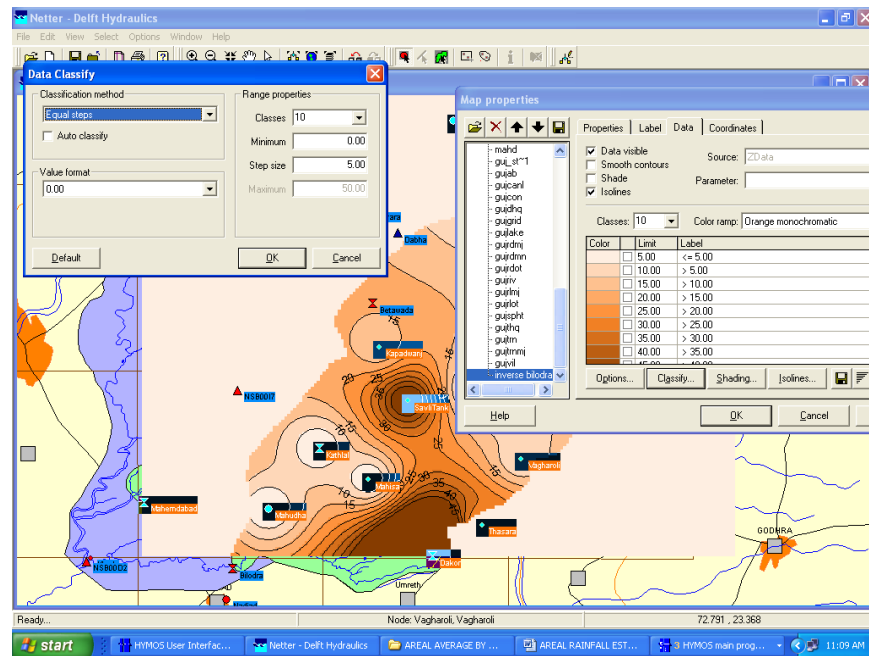 Netter - Delft Hydraulics
File Edit View Select Options Window Help
Data Classify
Classification method
Equal steps
Auto classify
Value format
0.00
Range properties
Classes 10
Minimum 0.00
Step size 5.00
Maximum 50.00
Default
OK
Cancel
Map properties
mahd
guj_st~1
gujab
gujcanl
gujcon
gujdhq
gujgrid
gujlake
gujrdmj
gujrdmn
gujrdot
gujriv
gujrlmj
gujrlot
gujspht
gujthq
gujtrn
gujtrnmj
gujvil
inverse bilodra
Properties Label Data Coordinates
Data visible
Smooth contours
Shade
Isolines
Source: ZData
Parameter:
Classes: 10 Color ramp: Orange monochromatic
Color Limit Label
5.00 <= 5.00
10.00 > 5.00
15.00 > 10.00
20.00 > 15.00
25.00 > 20.00
30.00 > 25.00
35.00 > 30.00
40.00 > 35.00
Options... Classify... Shading... Isolines...
Help
OK
Cancel
Dabha
Betawada
15
Kapadwanj
15
20
NSB0017
Savli Tank
30
25
15
Kathlal
10
15
Mahisa
Vagharoli
15
35
40
45
Mahemdabad
Mahudha
Thasara
GODHRA
NSB00D2
Bilodra
Dakor
Umreth
Ready...
Node: Vagharoli, Vagharoli
72.791 , 23.368
start
HYMOS User Interfac...
Netter - Delft Hydraulics
AREAL AVERAGE BY ...
AREAL RAINFALL EST...
3 HYMOS main prog...
11:09 AM